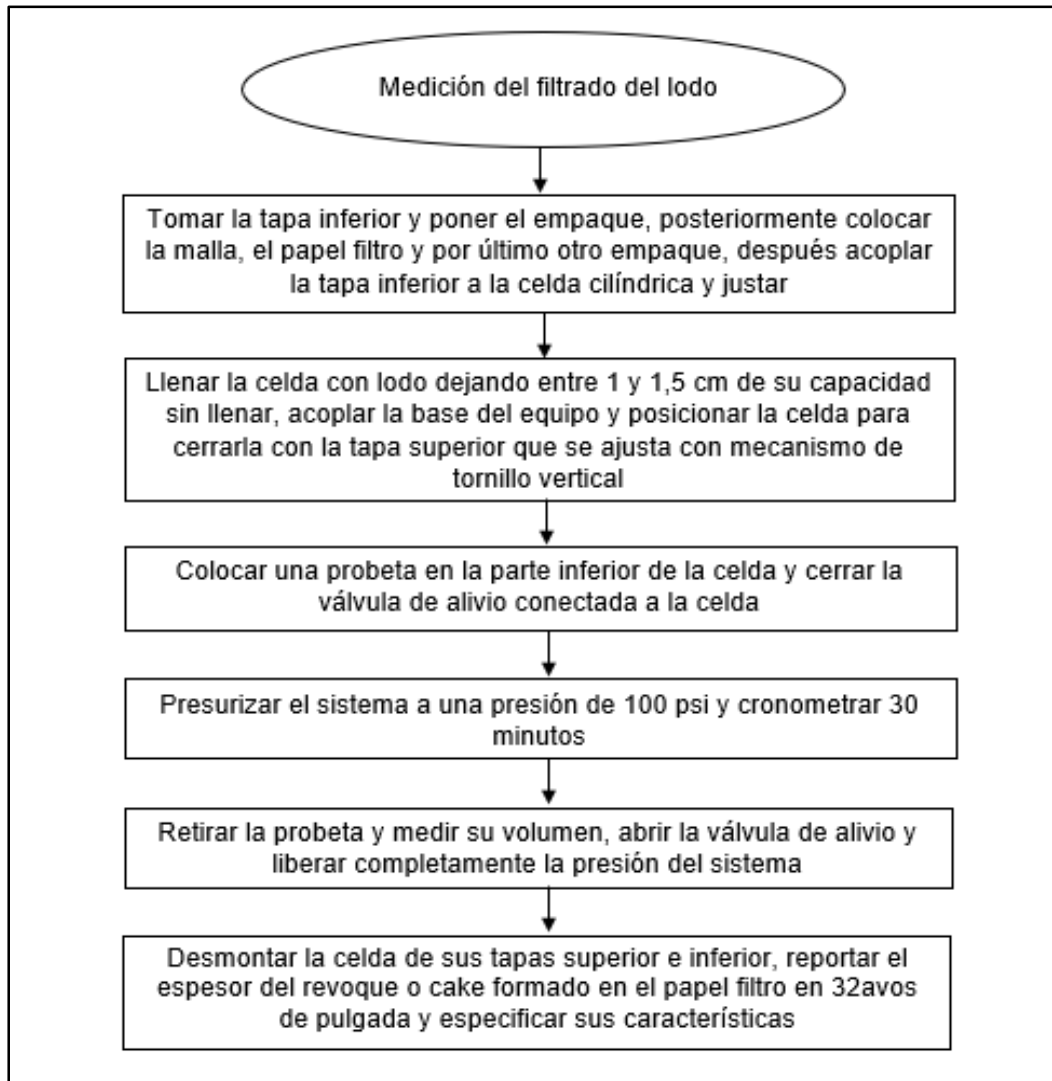 Medición del filtrado del lodo
Tomar la tapa inferior y poner el empaque, posteriormente colocar
la malla, el papel filtro y por último otro empaque, después acoplar
la tapa inferior a la celda cilíndrica y justar
Llenar la celda con lodo dejando entre 1 y 1,5 cm de su capacidad
sin llenar, acoplar la base del equipo y posicionar la celda para
cerrarla con la tapa superior que se ajusta con mecanismo de
tornillo vertical
Colocar una probeta en la parte inferior de la celda y cerrar la
válvula de alivio conectada a la celda
Presurizar el sistema a una presión de 100 psi y cronometrar 30
minutos
Retirar la probeta y medir su volumen, abrir la válvula de alivio y
liberar completamente la presión del sistema
Desmontar la celda de sus tapas superior e inferior, reportar el
espesor del revoque o cake formado en el papel filtro en 32avos
de pulgada y especificar sus características